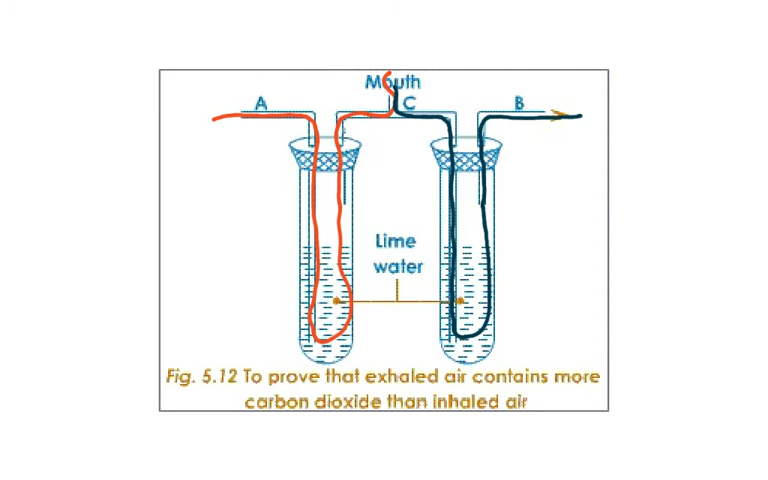 Mouth
A
C
B
Lime
water
Fig. 5.12 To prove that exhaled air contains more
carbon dioxide than inhaled air